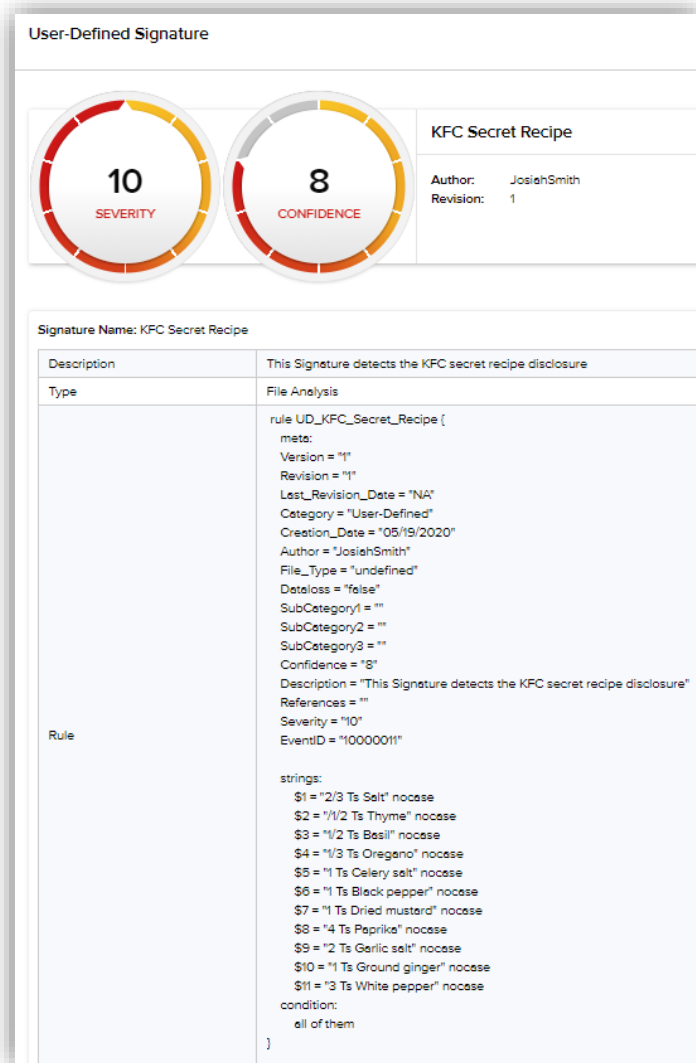 User-Defined Signature
10
SEVERITY
8
CONFIDENCE
KFC Secret Recipe
Author: JosiahSmith
Revision: 1
Signature Name: KFC Secret Recipe
Description This Signature detects the KFC secret recipe disclosure
Type File Analysis
Rule
rule UD_KFC_Secret_Recipe {
meta:
Version = "1"
Revision = "1"
Last_Revision_Date = "NA"
Category = "User-Defined"
Creation_Date = "05/19/2020"
Author = "JosiahSmith"
File_Type = "undefined"
Dataloss = "false"
SubCategory1 = ""
SubCategory2 = ""
SubCategory3 = ""
Confidence = "8"
Description = "This Signature detects the KFC secret recipe disclosure"
References = ""
Severity = "10"
EventID = "10000011"
strings:
$1 = "2/3 Ts Salt" nocase
$2 = "/1/2 Ts Thyme" nocase
$3 = "1/2 Ts Basil" nocase
$4 = "1/3 Ts Oregano" nocase
$5 = "1 Ts Celery salt" nocase
$6 = "1 Ts Black pepper" nocase
$7 = "1 Ts Dried mustard" nocase
$8 = "4 Ts Paprika" nocase
$9 = "2 Ts Garlic salt" nocase
$10 = "1 Ts Ground ginger" nocase
$11 = "3 Ts White pepper" nocase
condition:
all of them
}